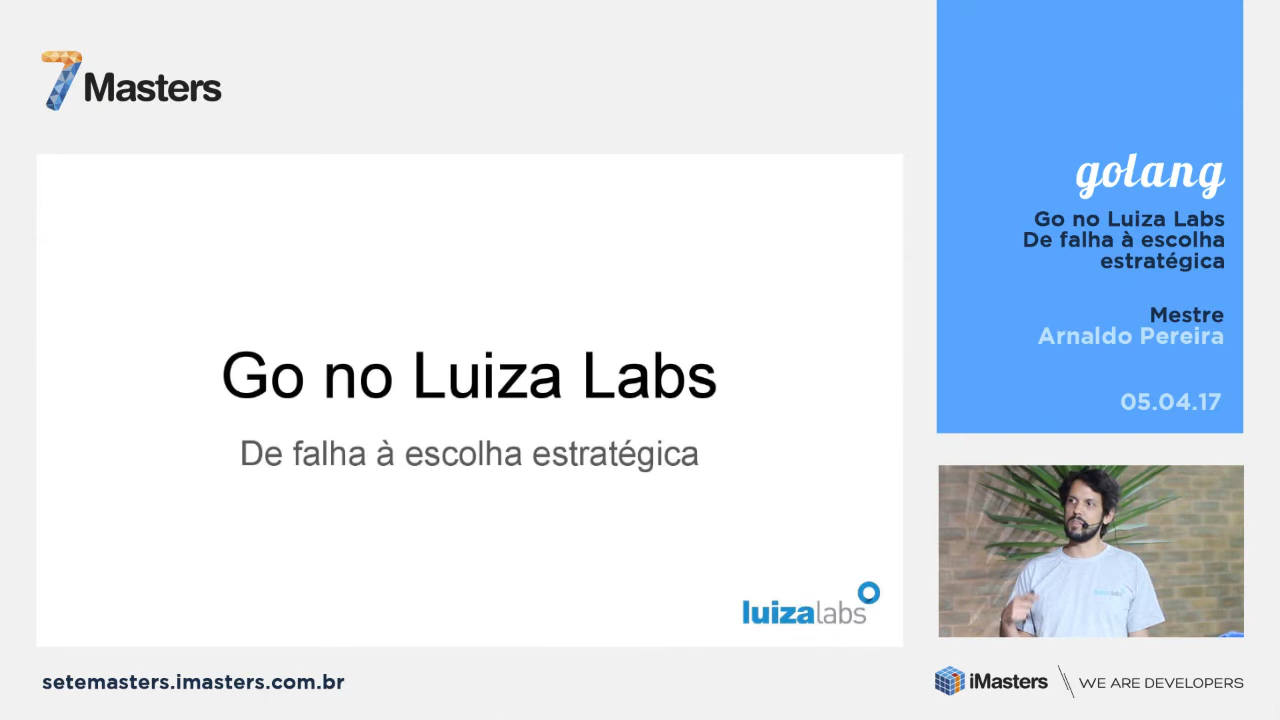 7Masters
golang
Go no Luiza Labs
De falha à escolha
estratégica
Mestre
Arnaldo Pereira
05.04.17
Go no Luiza Labs
De falha à escolha estratégica
luizalabs
setemasters.imasters.com.br
iMasters
WE ARE DEVELOPERS